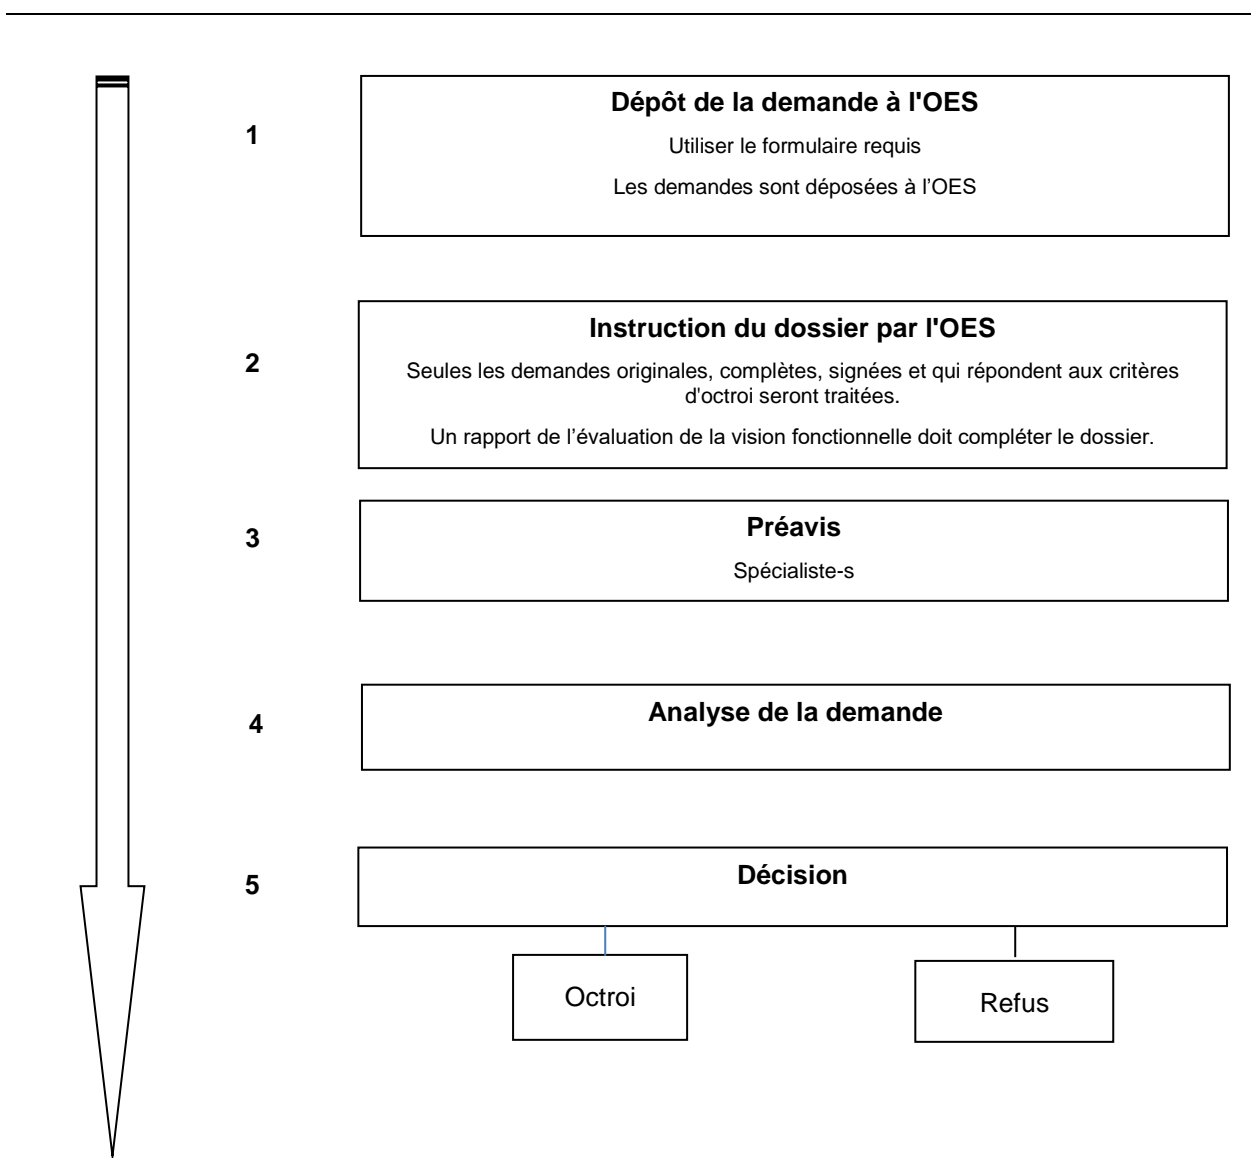 1
Dépôt de la demande à l'OES
Utiliser le formulaire requis
Les demandes sont déposées à l’OES
2
Instruction du dossier par l'OES
Seules les demandes originales, complètes, signées et qui répondent aux critères
d'octroi seront traitées.
Un rapport de l’évaluation de la vision fonctionnelle doit compléter le dossier.
3
Préavis
Spécialiste-s
4
Analyse de la demande
5
Décision
Octroi
Refus